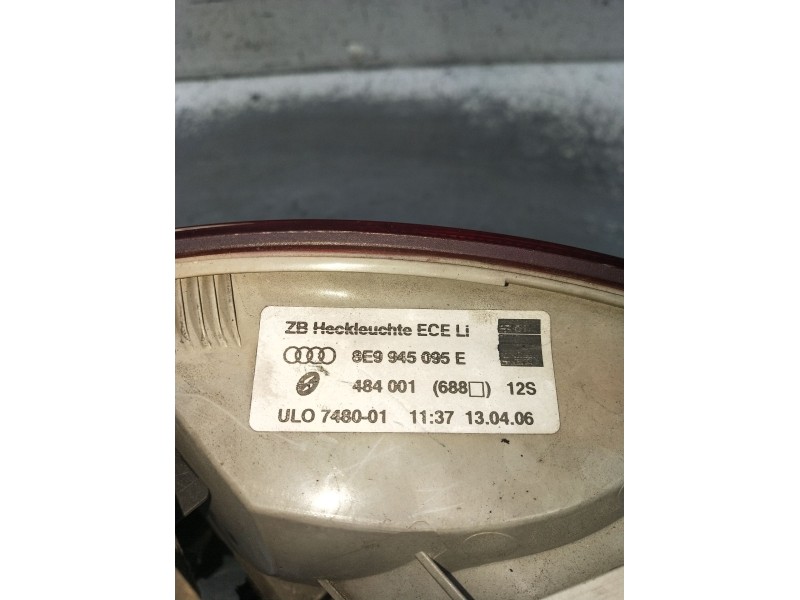 ZB Heckleuchte ECE Li
8E9 945 095 E
484 001 (688□) 12S
ULO 7480-01 11:37 13.04.06